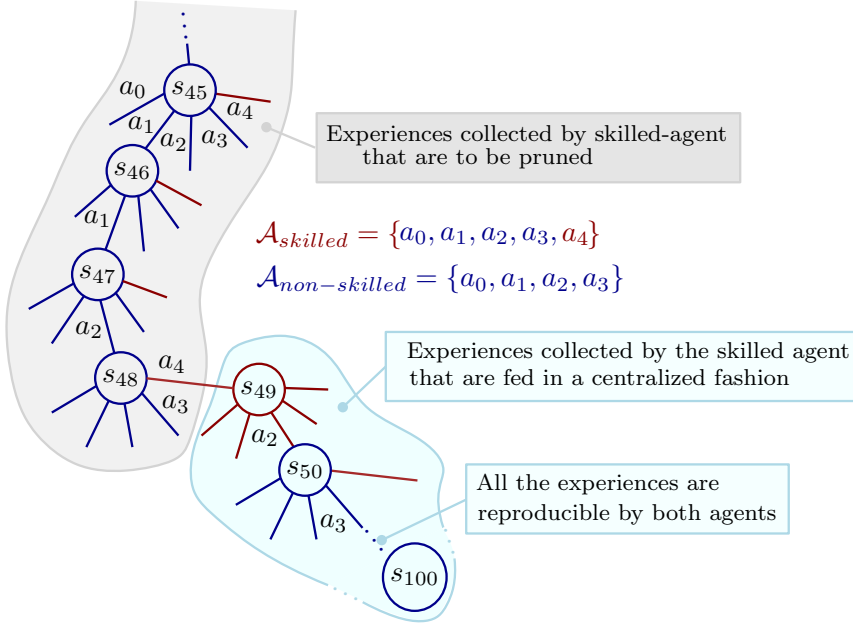 s45
a0
a4
a1
a2
a3
Experiences collected by skilled-agent
that are to be pruned
s46
a1
A_skilled = {a0, a1, a2, a3, a4}
A_non−skilled = {a0, a1, a2, a3}
s47
a2
Experiences collected by the skilled agent
that are fed in a centralized fashion
s48
a4
a3
s49
a2
s50
a3
All the experiences are
reproducible by both agents
s100